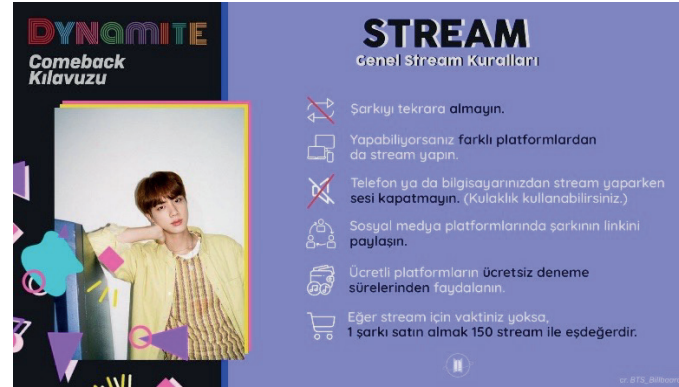 DYNAMITE
Comeback
Kılavuzu
STREAM
Genel Stream Kuralları
Şarkıyı tekrara almayın.
Yapabiliyorsanız farklı platformlardan
da stream yapın.
Telefon ya da bilgisayarınızdan stream yaparken
sesi kapatmayın. (Kulaklık kullanabilirsiniz.)
Sosyal medya platformlarında şarkının linkini
paylaşın.
Ücretli platformların ücretsiz deneme
sürelerinden faydalanın.
Eğer stream için vaktiniz yoksa,
1 şarkı satın almak 150 stream ile eşdeğerdir.